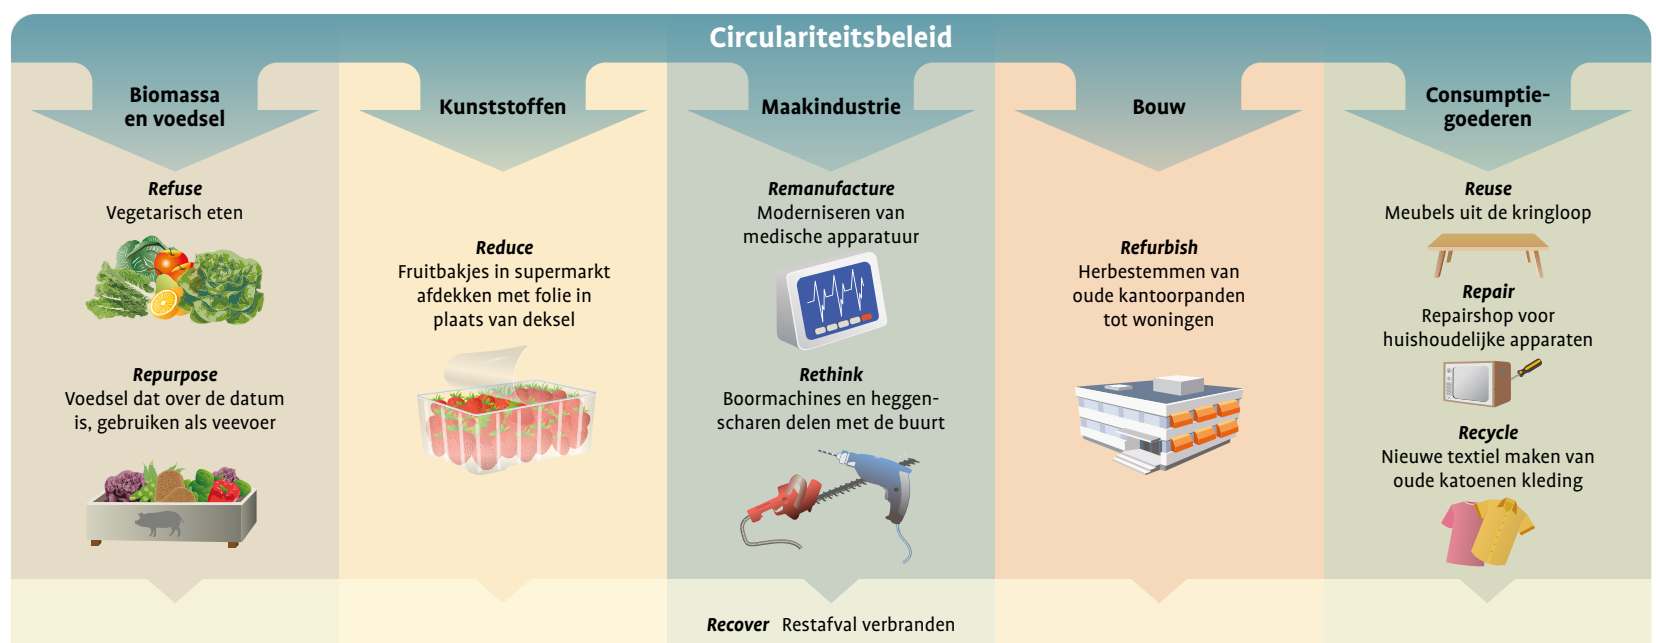 Circulariteitsbeleid
Biomassa
en voedsel
Refuse
Vegetarisch eten
Repurpose
Voedsel dat over de datum
is, gebruiken als veevoer
Kunststoffen
Reduce
Fruitbakjes in supermarkt
afdekken met folie in
plaats van deksel
Maakindustrie
Remanufacture
Moderniseren van
medische apparatuur
Rethink
Boormachines en heggen-
scharen delen met de buurt
Bouw
Refurbish
Herbestemmen van
oude kantoorpanden
tot woningen
Consumptie-
goederen
Reuse
Meubels uit de kringloop
Repair
Repairshop voor
huishoudelijke apparaten
Recycle
Nieuwe textiel maken van
oude katoenen kleding
Recover Restafval verbranden